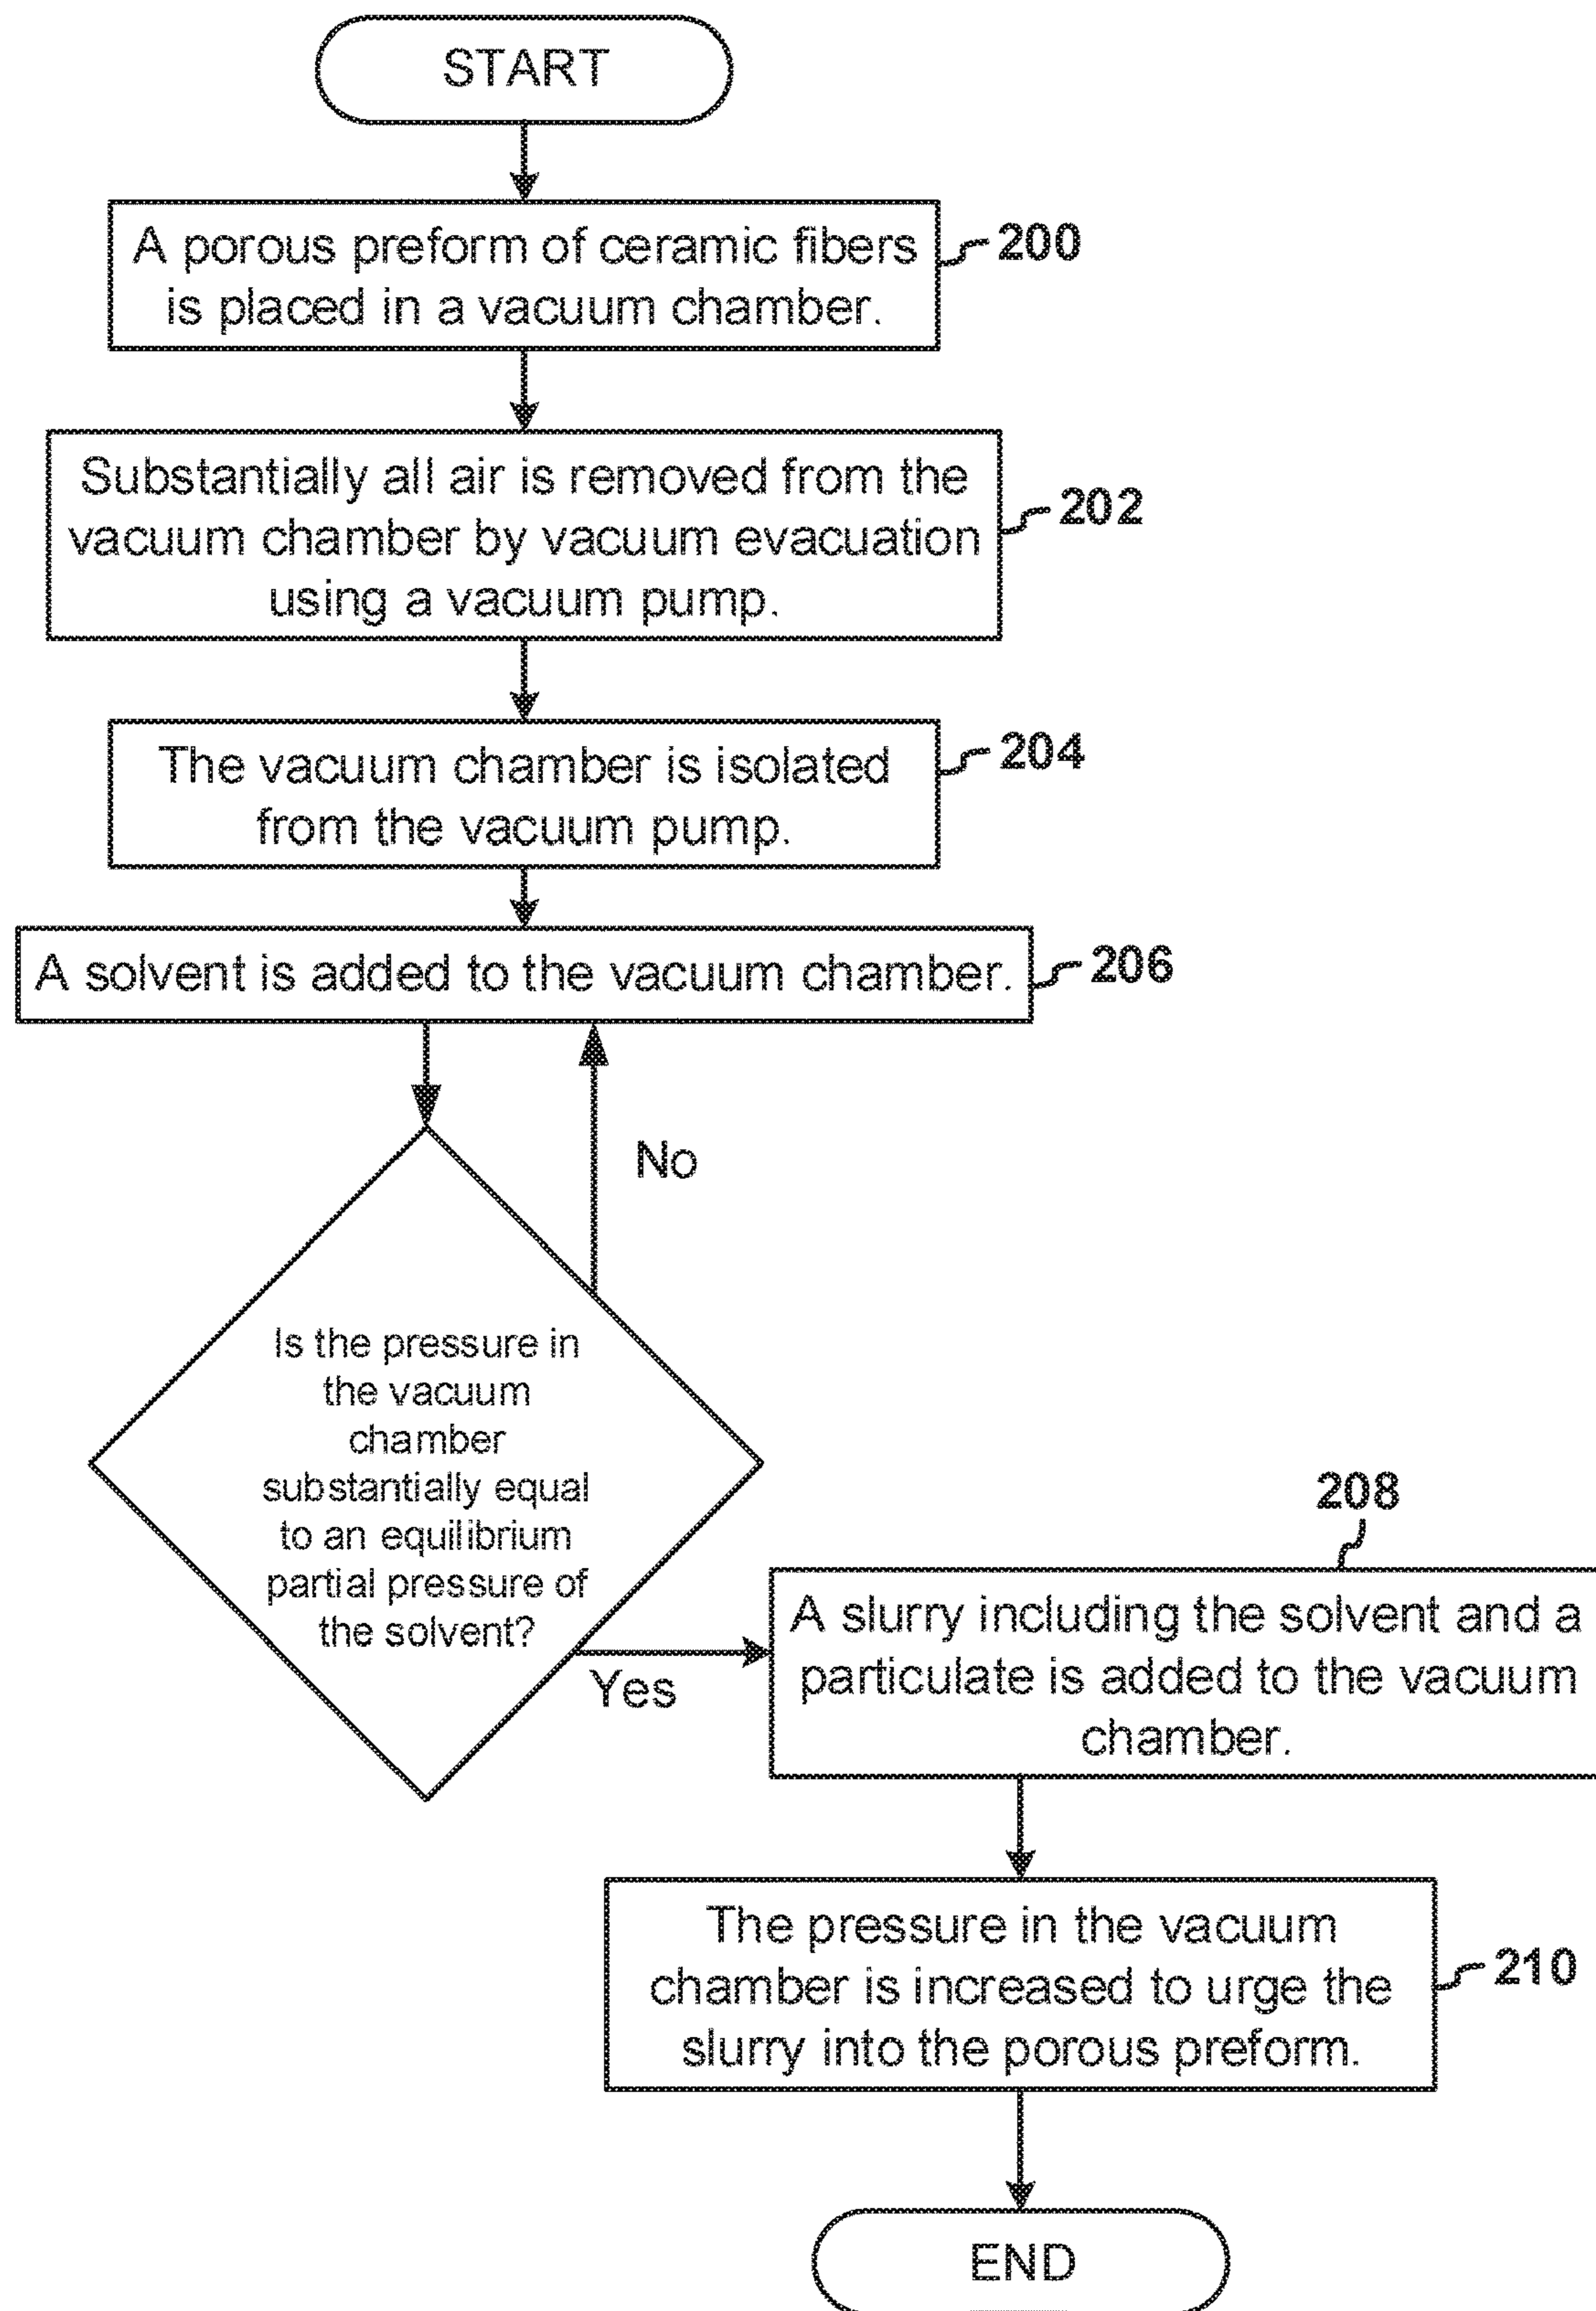 START
A porous preform of ceramic fibers
is placed in a vacuum chamber.
200
Substantially all air is removed from the
vacuum chamber by vacuum evacuation
using a vacuum pump.
202
The vacuum chamber is isolated
from the vacuum pump.
204
A solvent is added to the vacuum chamber.
206
No
Is the pressure in
the vacuum
chamber
substantially equal
to an equilibrium
partial pressure of
the solvent?
Yes
208
A slurry including the solvent and a
particulate is added to the vacuum
chamber.
The pressure in the vacuum
chamber is increased to urge the
slurry into the porous preform.
210
END